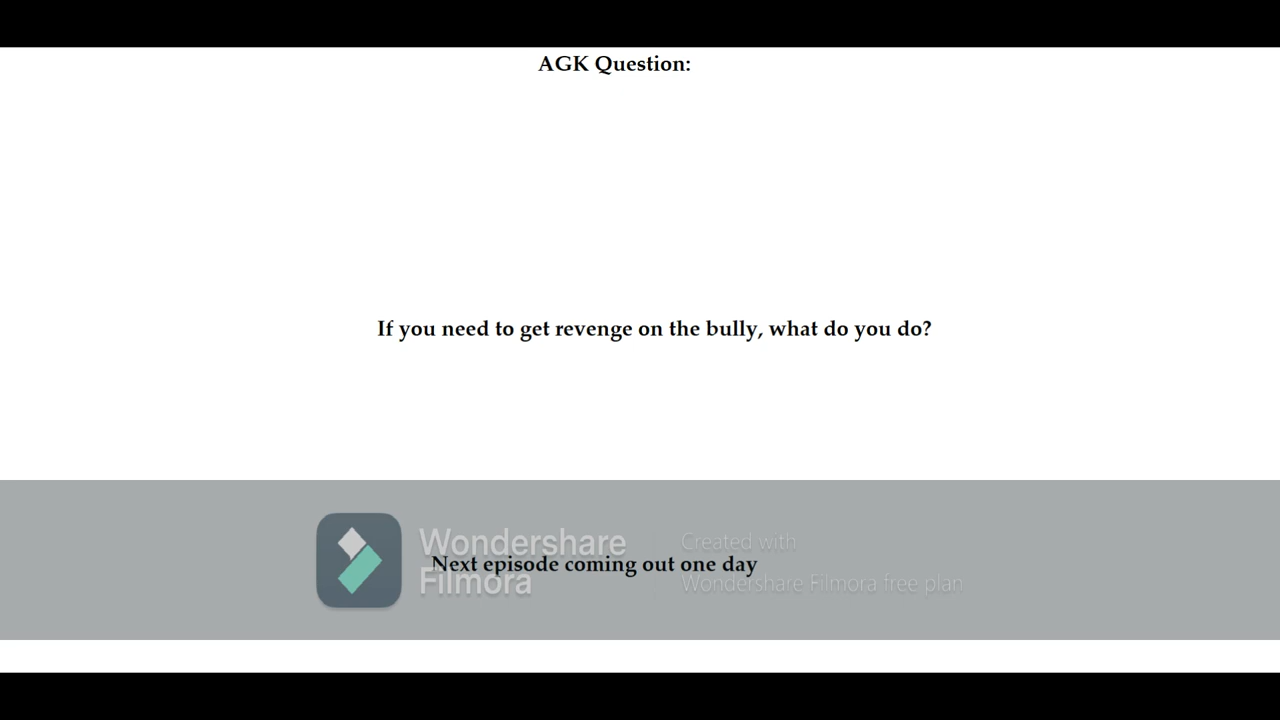 AGK Question:
If you need to get revenge on the bully, what do you do?
Wondershare
Filmora
Created with
Wondershare Filmora free plan
Next episode coming out one day